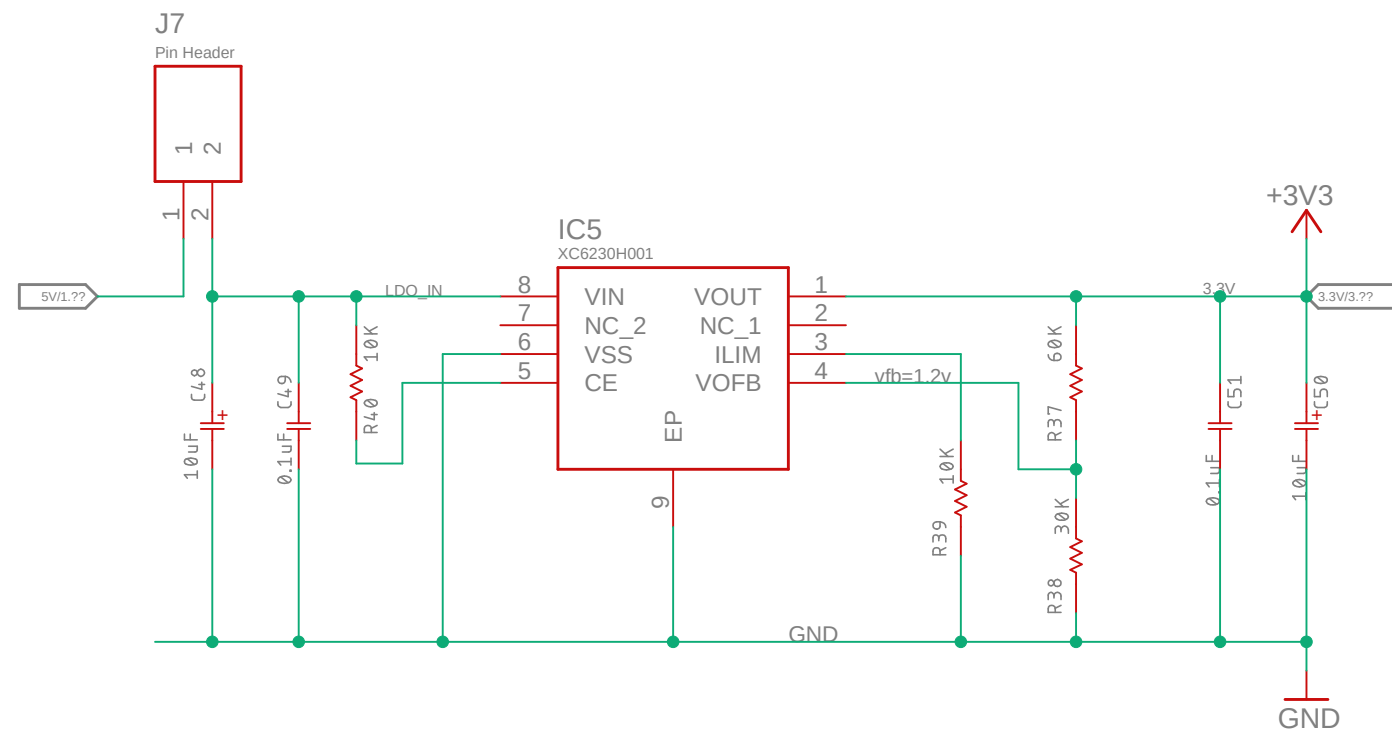 J7
Pin Header
1 2
1 2
+3V3
IC5
XC6230H001
5V/1.??
LDO_IN
8 VIN VOUT 1
3.3V
3.3V/3.??
7 NC_2 NC_1 2
6 VSS ILIM 3
5 CE VOFB 4
vfb=1.2v
EP
9
C48
10uF
C49
0.1uF
10K
R40
10K
R39
60K
R37
30K
R38
C51
0.1uF
C50
10uF
+
+
GND
GND